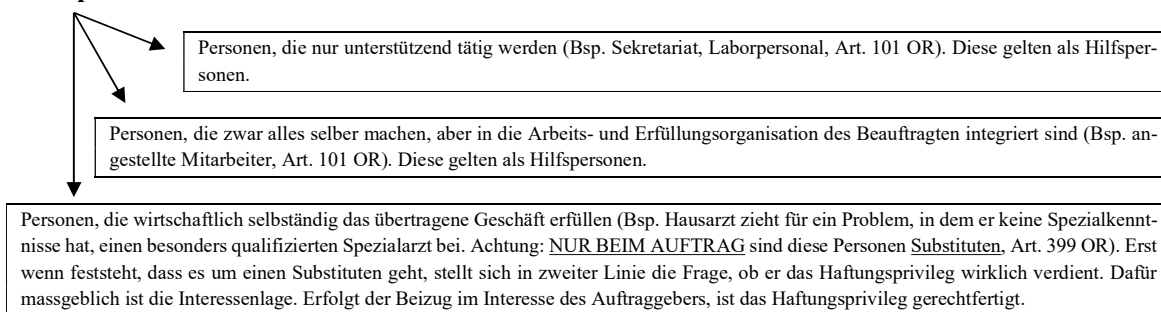 Personen, die nur unterstützend tätig werden (Bsp. Sekretariat, Laborpersonal, Art. 101 OR). Diese gelten als Hilfsper-
sonen.
Personen, die zwar alles selber machen, aber in die Arbeits- und Erfüllungsorganisation des Beauftragten integriert sind (Bsp. an-
gestellte Mitarbeiter, Art. 101 OR). Diese gelten als Hilfspersonen.
Personen, die wirtschaftlich selbständig das übertragene Geschäft erfüllen (Bsp. Hausarzt zieht für ein Problem, in dem er keine Spezialkennt-
nisse hat, einen besonders qualifizierten Spezialarzt bei. Achtung: NUR BEIM AUFTRAG sind diese Personen Substituten, Art. 399 OR). Erst
wenn feststeht, dass es um einen Substituten geht, stellt sich in zweiter Linie die Frage, ob er das Haftungsprivileg wirklich verdient. Dafür
massgeblich ist die Interessenlage. Erfolgt der Beizug im Interesse des Auftraggebers, ist das Haftungsprivileg gerechtfertigt.